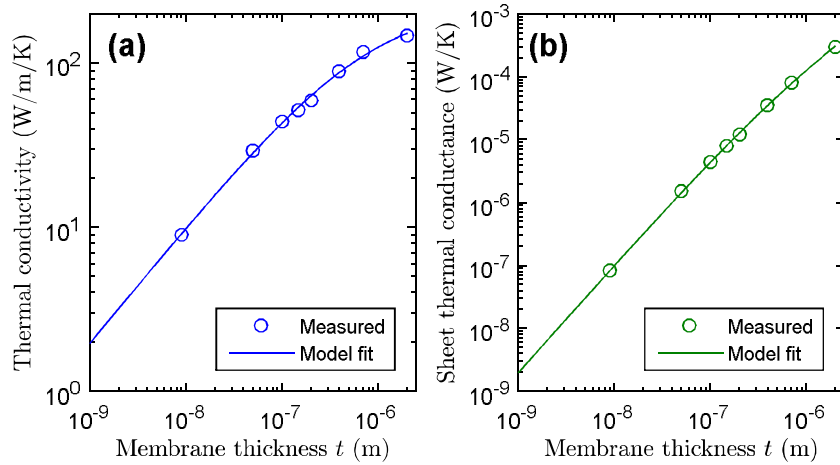 (a)
Thermal conductivity (W/m/K)
10^2
10^1
10^0
10^-9
10^-8
10^-7
10^-6
Membrane thickness t (m)
Measured
Model fit
(b)
Sheet thermal conductance (W/K)
10^-3
10^-4
10^-5
10^-6
10^-7
10^-8
10^-9
10^-9
10^-8
10^-7
10^-6
Membrane thickness t (m)
Measured
Model fit